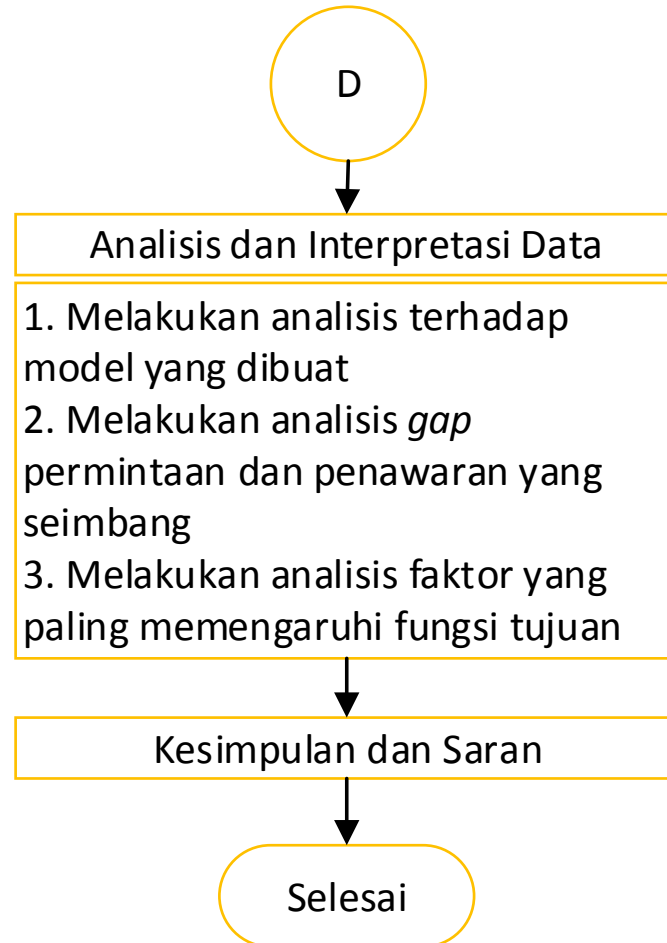 D
Analisis dan Interpretasi Data
1. Melakukan analisis terhadap
model yang dibuat
2. Melakukan analisis gap
permintaan dan penawaran yang
seimbang
3. Melakukan analisis faktor yang
paling memengaruhi fungsi tujuan
Kesimpulan dan Saran
Selesai